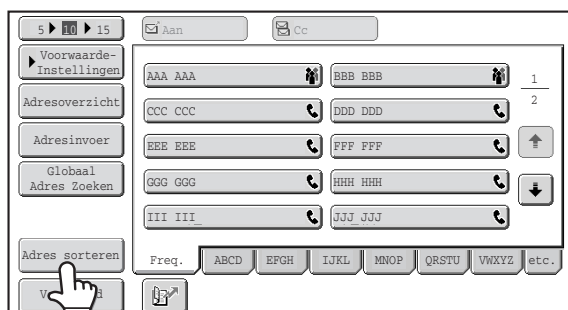 5 10 15
Aan
Cc
Voorwaarde-
Instellingen
Adresoverzicht
Adresinvoer
Globaal
Adres Zoeken
Adres sorteren
AAA AAA
BBB BBB
CCC CCC
DDD DDD
EEE EEE
FFF FFF
GGG GGG
HHH HHH
III III
JJJ JJJ
1
2
Freq.
ABCD
EFGH
IJKL
MNOP
QRSTU
VWXYZ
etc.